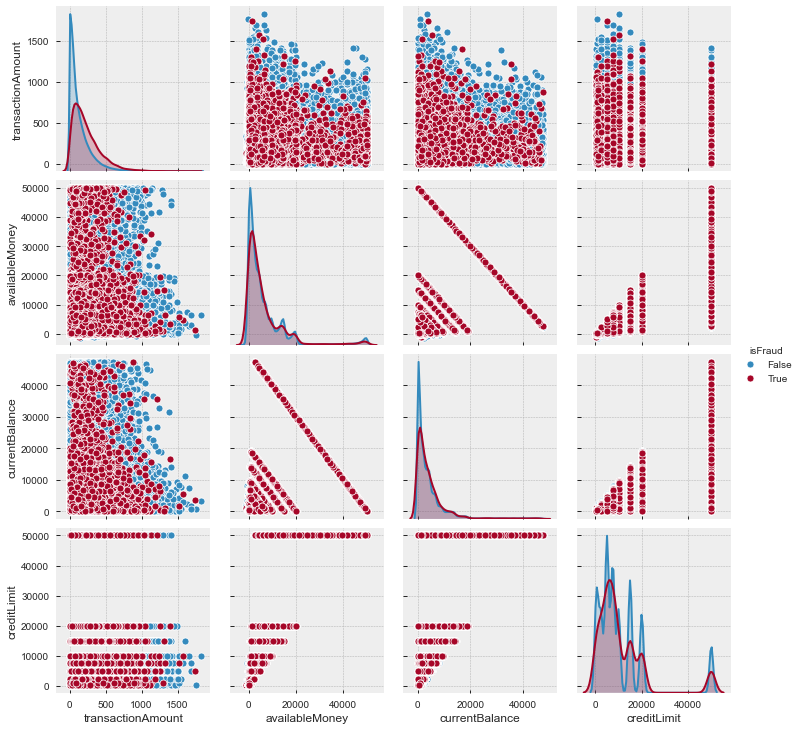 transactionAmount
1500
1000
500
0
availableMoney
50000
40000
30000
20000
10000
0
currentBalance
40000
30000
20000
10000
0
isFraud
False
True
creditLimit
50000
40000
30000
20000
10000
0
0 500 1000 1500 0 20000 40000 0 20000 40000 0 20000 40000
transactionAmount availableMoney currentBalance creditLimit